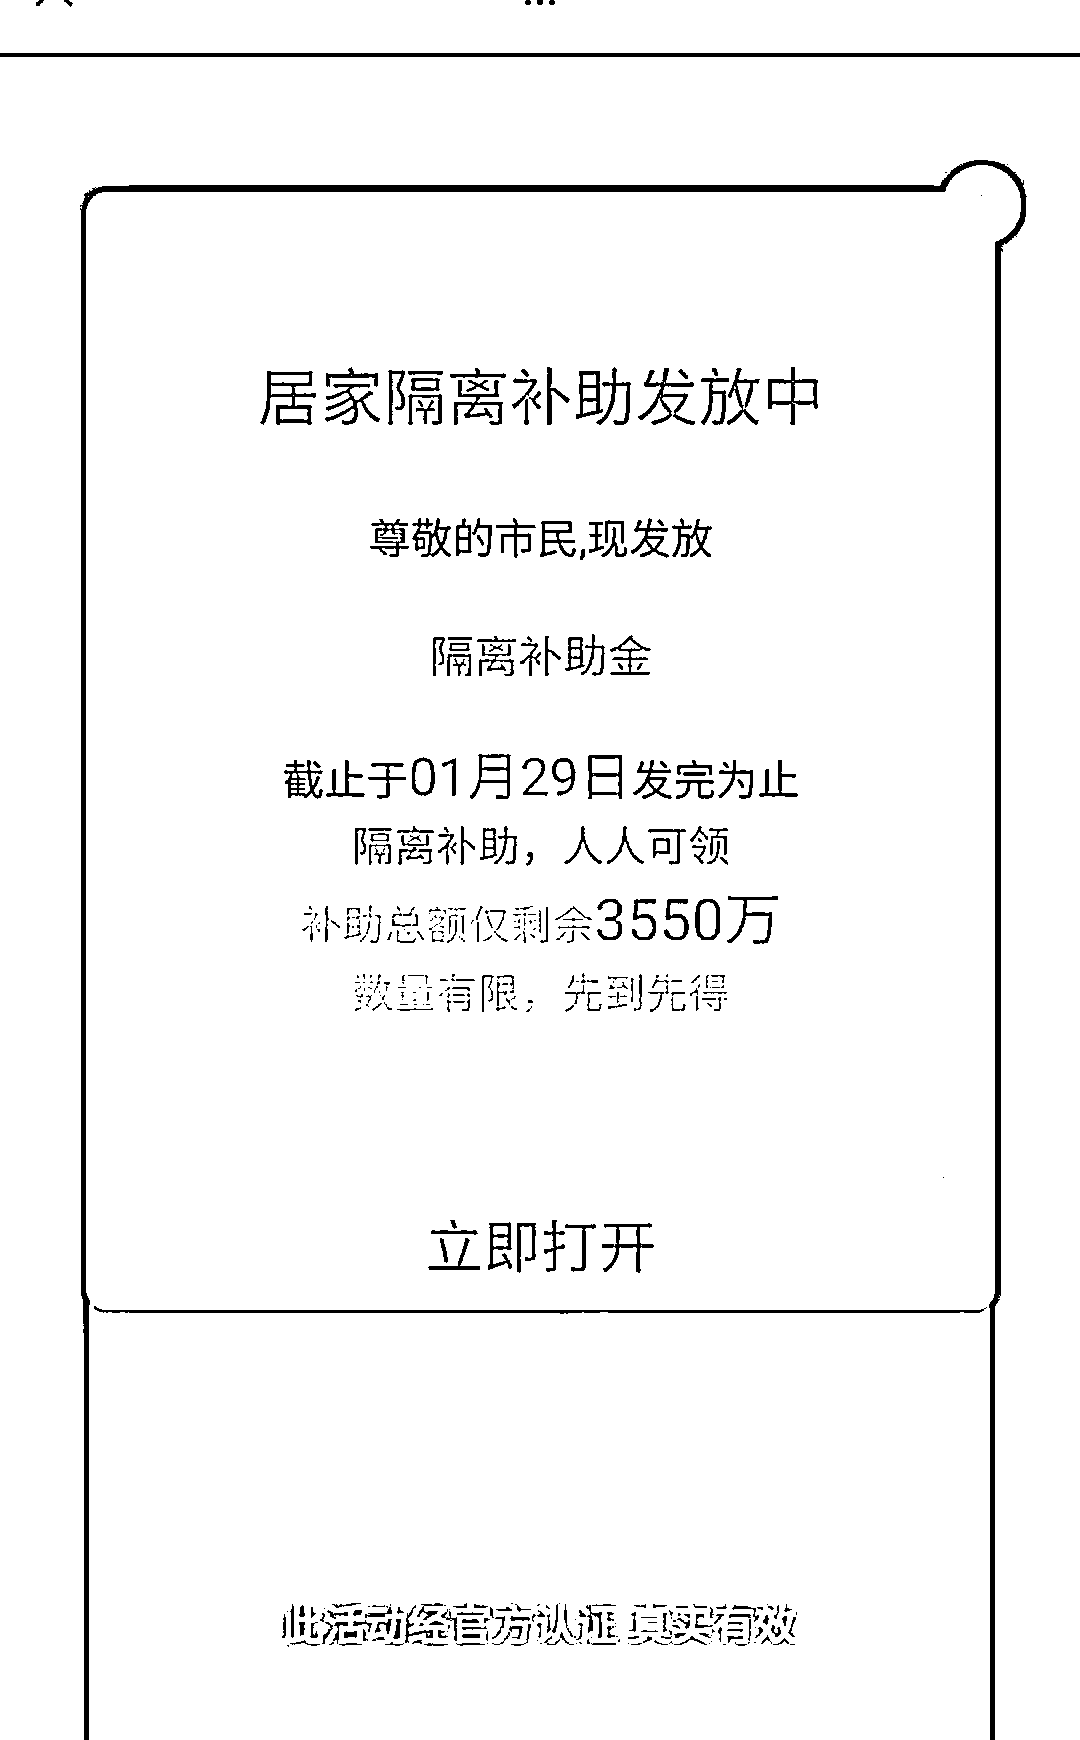 居家隔离补助发放中
尊敬的市民,现发放
隔离补助金
截止于01月29日发完为止
隔离补助，人人可领
补助总额仅剩余3550万
数量有限，先到先得
立即打开
此活动经官方认证 真实有效